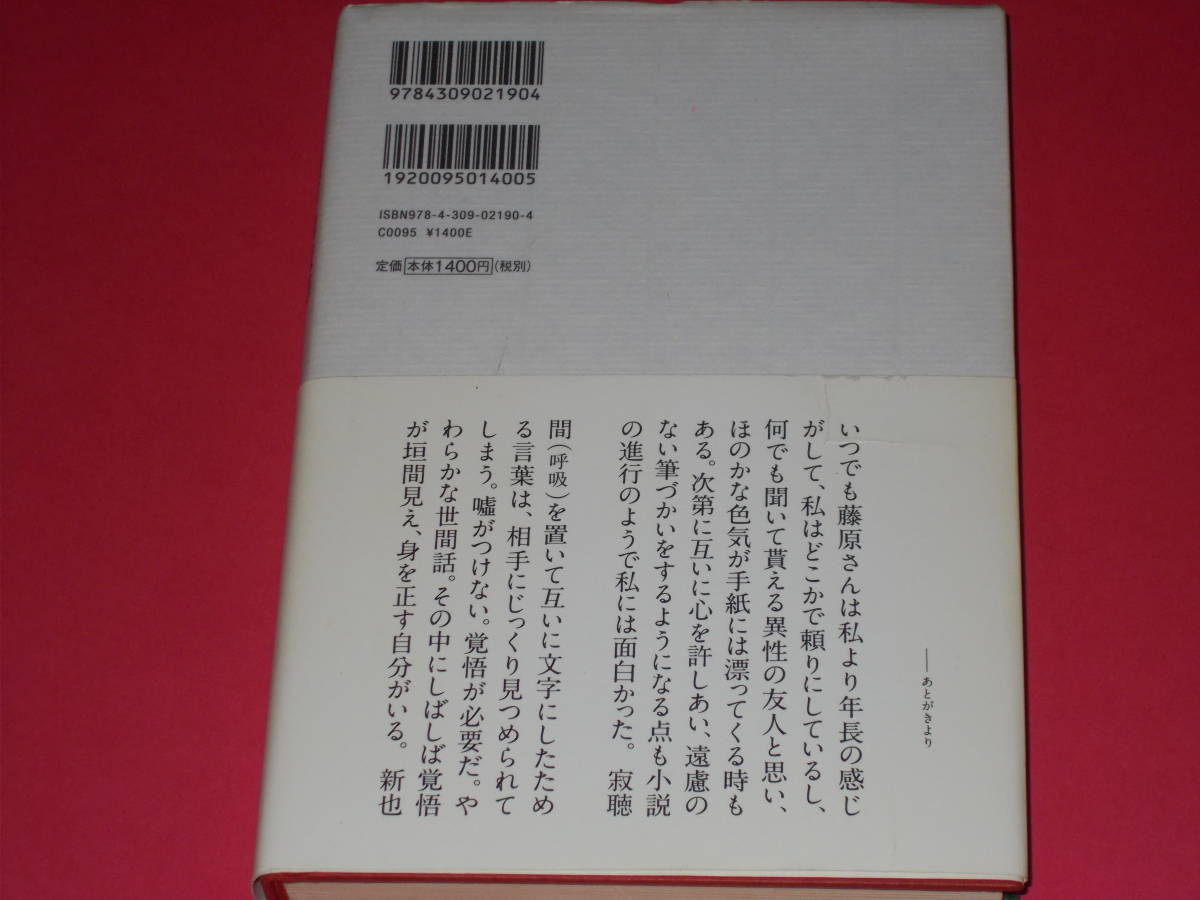 9784309021904
1920095014005
ISBN978-4-309-02190-4
C0095 ¥1400E
定価 本体1400円(税別)
――あとがきより
いつでも藤原さんは私より年長の感じ
がして、私はどこかで頼りにしているし、
何でも聞いて貰える異性の友人と思い、
ほのかな色気が手紙には漂ってくる時も
ある。次第に互いに心を許しあい、遠慮の
ない筆づかいをするようになる点も小説
の進行のようで私には面白かった。 寂聴
間(呼吸)を置いて互いに文字にしたため
る言葉は、相手にじっくり見つめられて
しまう。嘘がつけない。覚悟が必要だ。や
わらかな世間話。その中にしばしば覚悟
が垣間見え、身を正す自分がいる。 新也